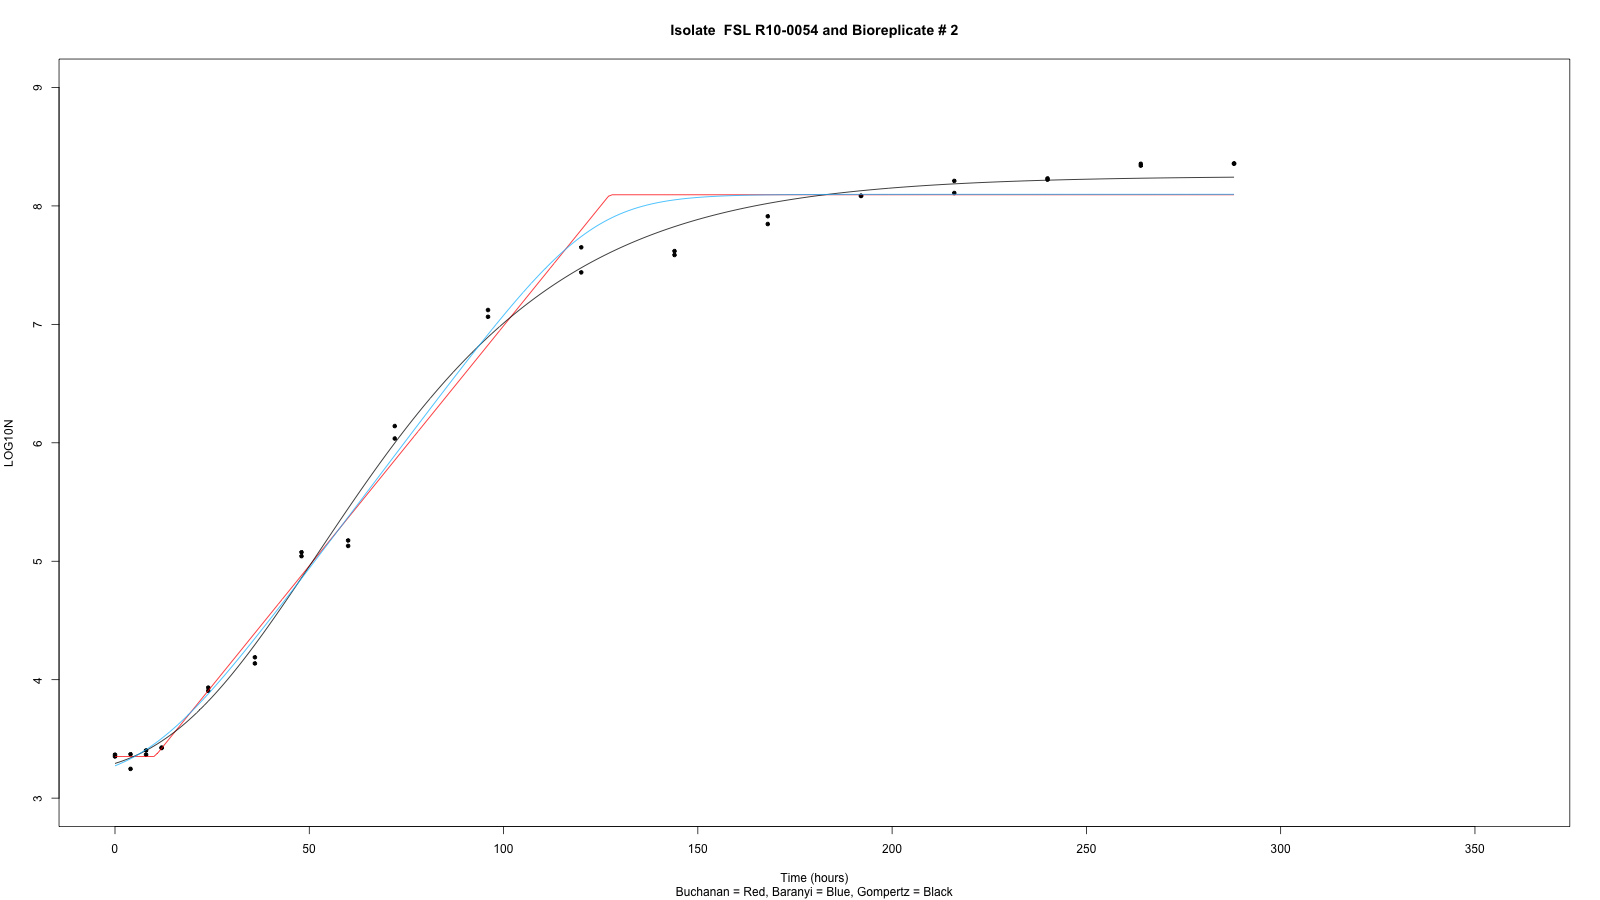 Isolate  FSL R10-0054 and Bioreplicate # 2
LOG10N
9
8
7
6
5
4
3
0 50 100 150 200 250 300 350
Time (hours)
Buchanan = Red, Baranyi = Blue, Gompertz = Black